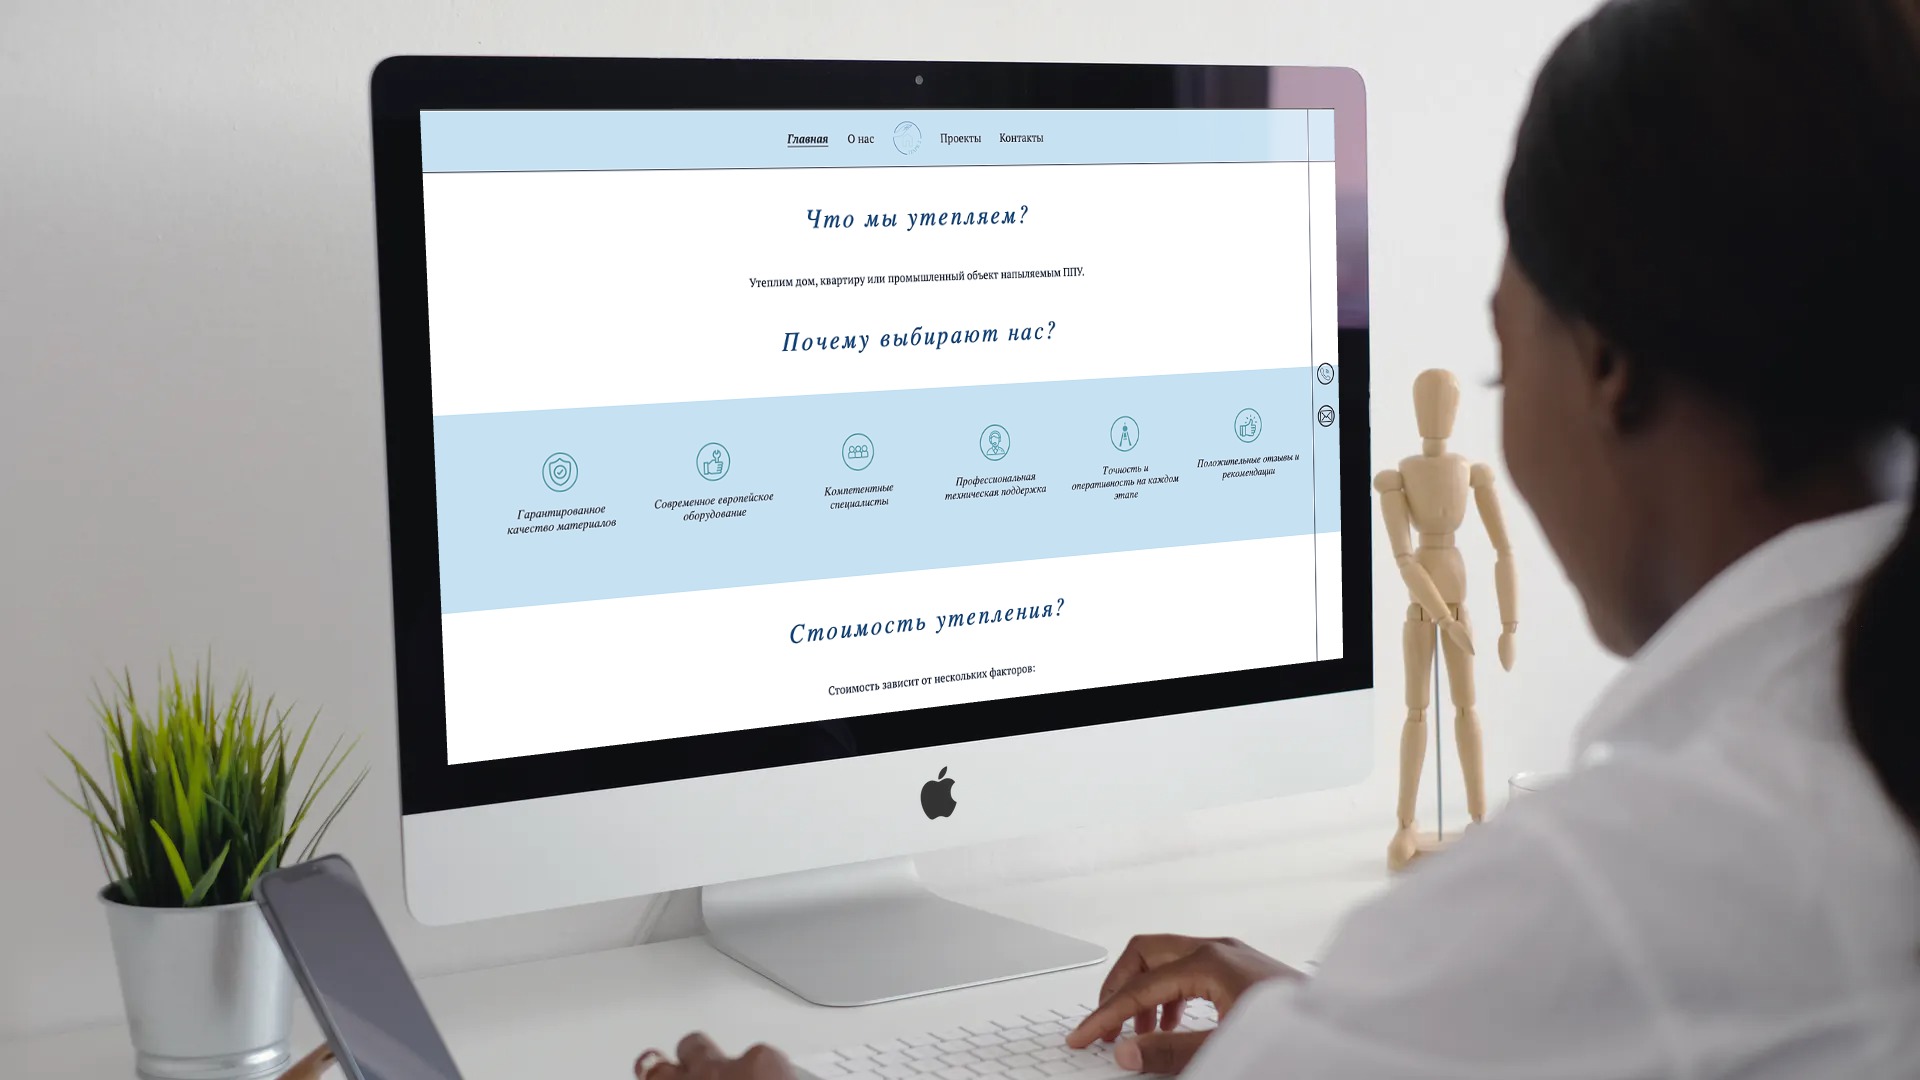 Главная О нас Проекты Контакты
Что мы утепляем?
Утеплим дом, квартиру или промышленный объект напыляемым ППУ.
Почему выбирают нас?
Гарантированное
качество материалов
Современное европейское
оборудование
Компетентные
специалисты
Профессиональная
техническая поддержка
Точность и
оперативность на каждом
этапе
Положительные отзывы и
рекомендации
Стоимость утепления?
Стоимость зависит от нескольких факторов: